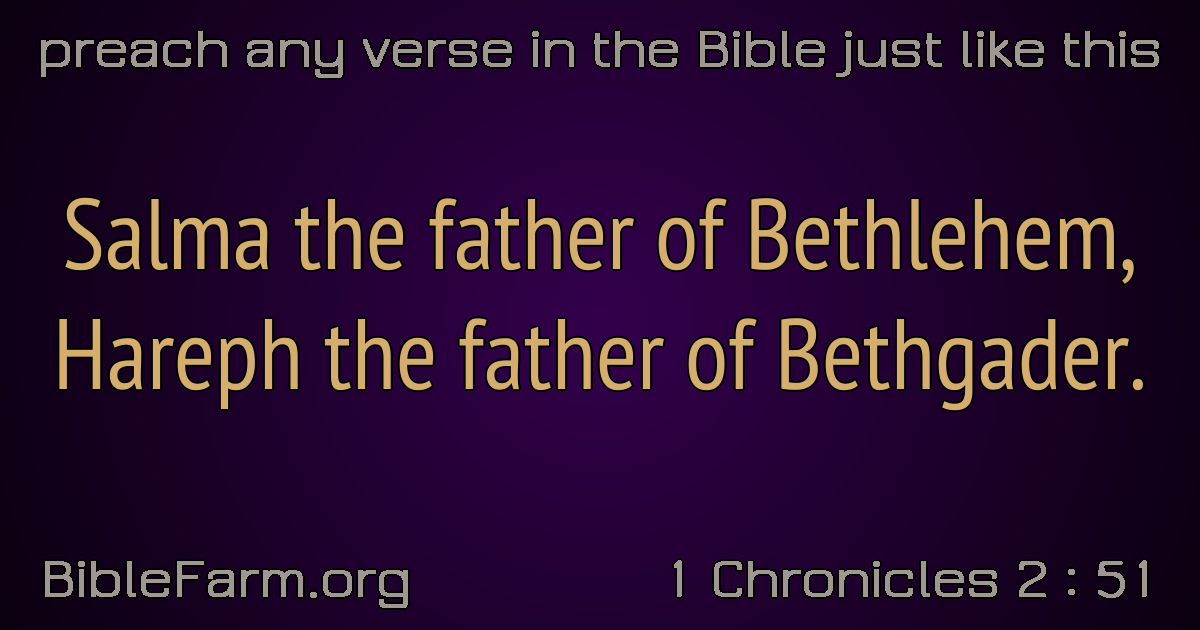 preach any verse in the Bible just like this
Salma the father of Bethlehem,
Hareph the father of Bethgader.
BibleFarm.org
1 Chronicles 2 : 51